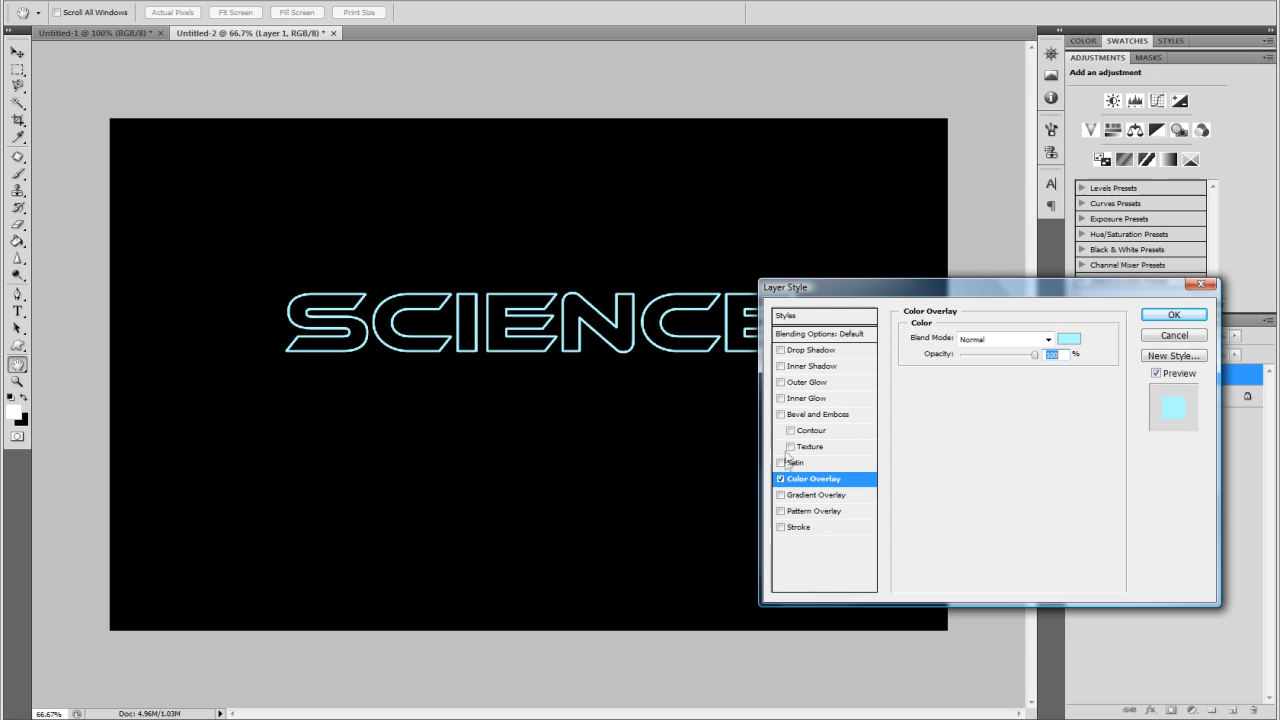 Scroll All Windows Actual Pixels Fit Screen Fill Screen Print Size
Untitled-1 @ 100% (RGB/8) * × Untitled-2 @ 66.7% (Layer 1, RGB/8) * ×
COLOR SWATCHES STYLES
ADJUSTMENTS MASKS
Add an adjustment
Levels Presets
Curves Presets
Exposure Presets
Hue/Saturation Presets
Black & White Presets
Channel Mixer Presets
SCIENCE
Layer Style
Styles
Blending Options: Default
Drop Shadow
Inner Shadow
Outer Glow
Inner Glow
Bevel and Emboss
Contour
Texture
Satin
Color Overlay
Gradient Overlay
Pattern Overlay
Stroke
Color Overlay
Color
Blend Mode: Normal
Opacity: 100 %
OK
Cancel
New Style...
Preview
66.67% Doc: 4.96M/1.03M